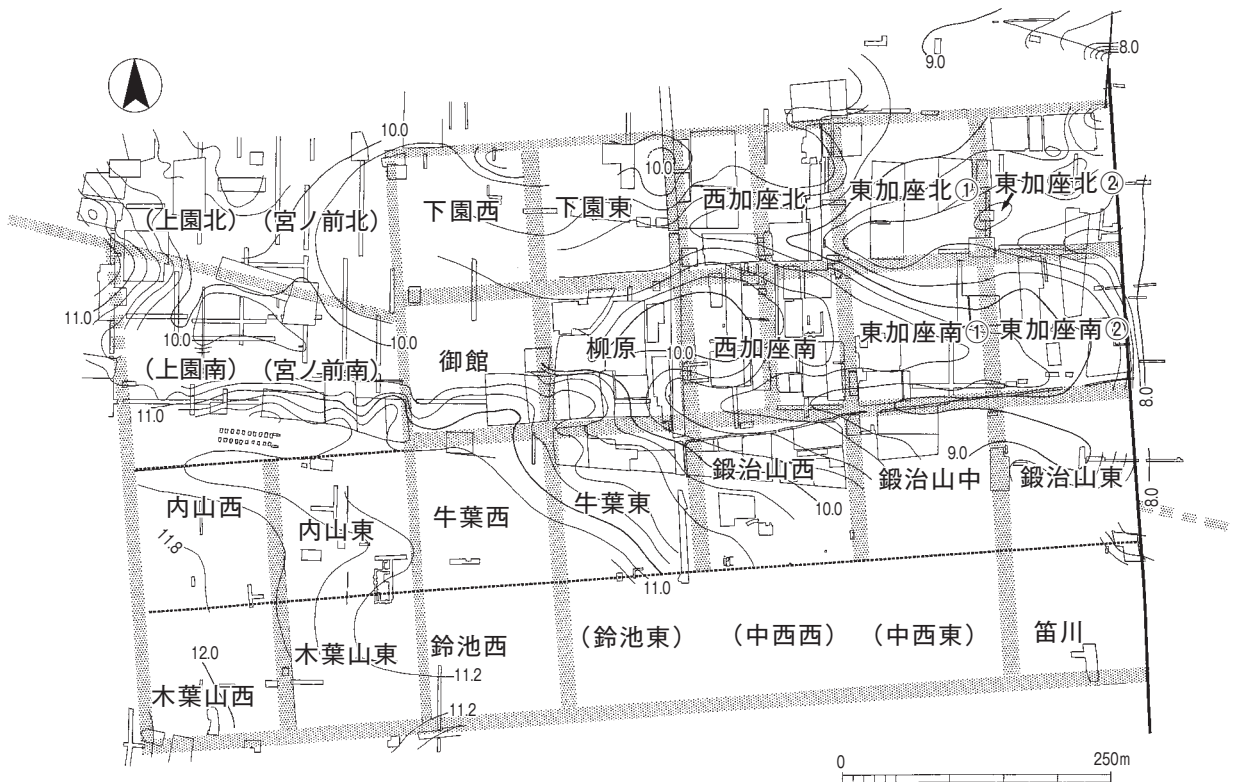 8.0
9.0
10.0
10.0
(上園北) (宮ノ前北) 下園西 下園東 西加座北 東加座北① 東加座北②
11.0
10.0
10.0
(上園南) (宮ノ前南) 御館 柳原 10.0 西加座南 東加座南① 東加座南②
11.0
8.0
9.0
内山西 内山東 牛葉西 牛葉東 鍛治山西 鍛治山中 鍛治山東
10.0
8.0
11.8
11.0
木葉山東 鈴池西 (鈴池東) (中西西) (中西東) 笛川
12.0
11.2
木葉山西
11.2
0 250m